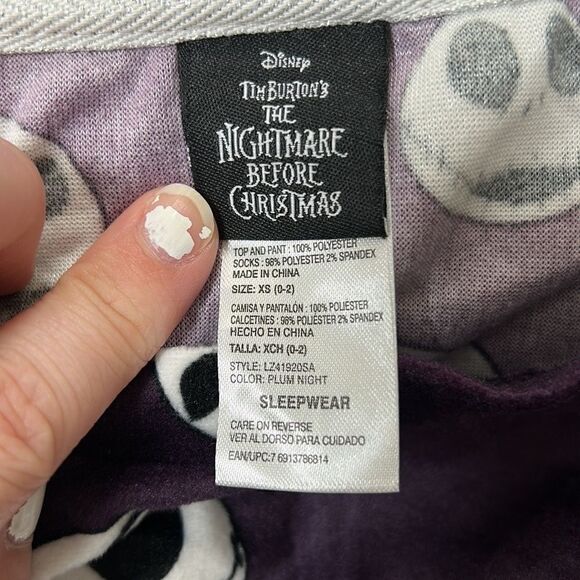 Disney
Tim Burton's
The
Nightmare
Before
Christmas
TOP AND PANT : 100% POLYESTER
SOCKS : 98% POLYESTER 2% SPANDEX
MADE IN CHINA
SIZE: XS (0-2)
CAMISA Y PANTALÓN : 100% POLIÉSTER
CALCETINES : 98% POLIÉSTER 2% SPANDEX
HECHO EN CHINA
TALLA: XCH (0-2)
STYLE: LZ41920SA
COLOR: PLUM NIGHT
SLEEPWEAR
CARE ON REVERSE
VER AL DORSO PARA CUIDADO
EAN/UPC:7 6913786814